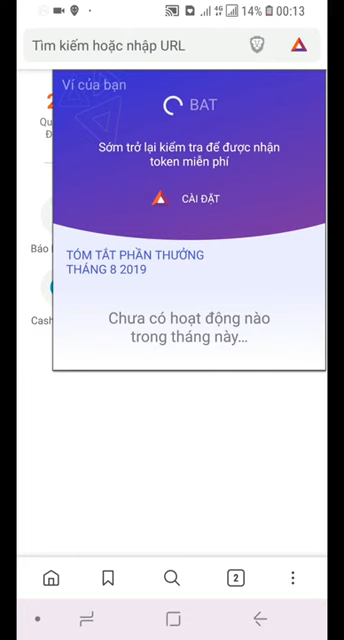 4G 14% 00:13
Tìm kiếm hoặc nhập URL
Ví của bạn
BAT
Sớm trở lại kiểm tra để được nhận
token miễn phí
CÀI ĐẶT
TÓM TẮT PHẦN THƯỞNG
THÁNG 8 2019
Chưa có hoạt động nào
trong tháng này...
Qu
Đ
Báo
Cash
2